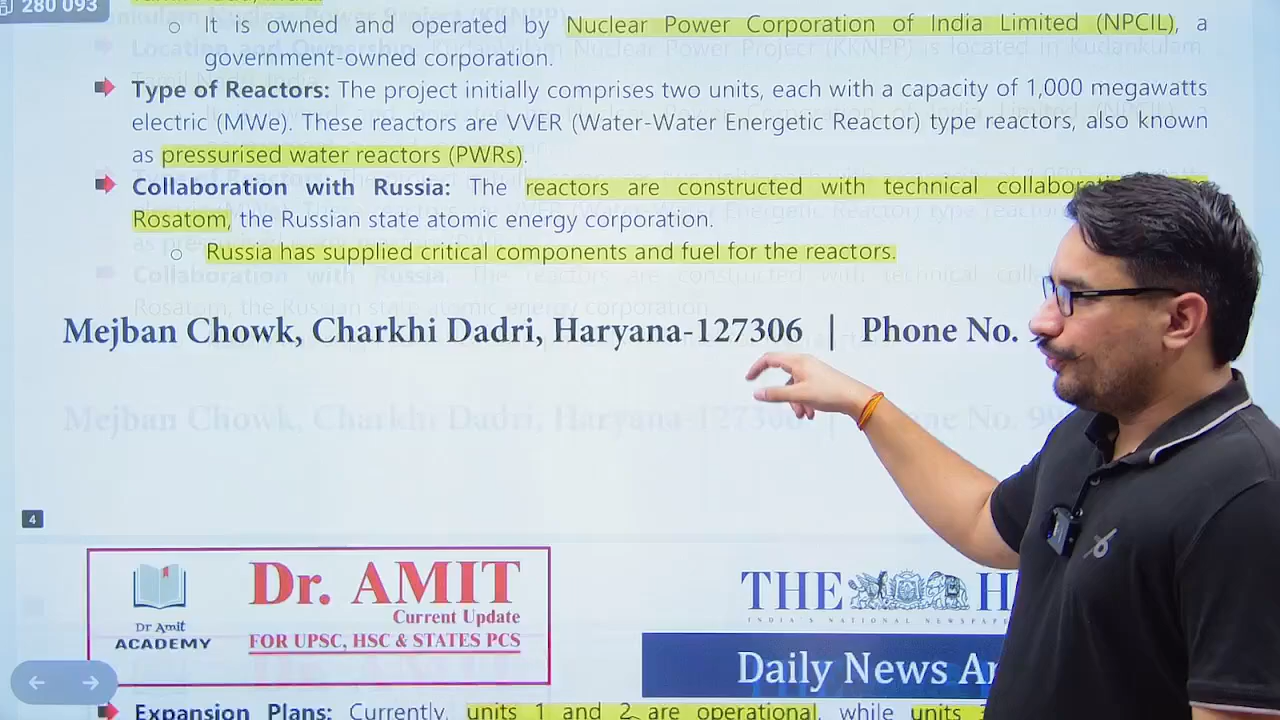 280 093
Tamil Nadu, India.
It is owned and operated by Nuclear Power Corporation of India Limited (NPCIL), a
government-owned corporation.
Type of Reactors: The project initially comprises two units, each with a capacity of 1,000 megawatts
electric (MWe). These reactors are VVER (Water-Water Energetic Reactor) type reactors, also known
as pressurised water reactors (PWRs).
Collaboration with Russia: The reactors are constructed with technical
Rosatom, the Russian state atomic energy corporation.
Russia has supplied critical components and fuel for the reactors.
Mejban Chowk, Charkhi Dadri, Haryana-127306 | Phone No.
4
Dr Amit
ACADEMY
Dr. AMIT
Current Update
FOR UPSC, HSC & STATES PCS
THE
INDIA'S NATIONAL
Daily News
Expansion Plans: Currently, units 1 and 2 are operational, while units